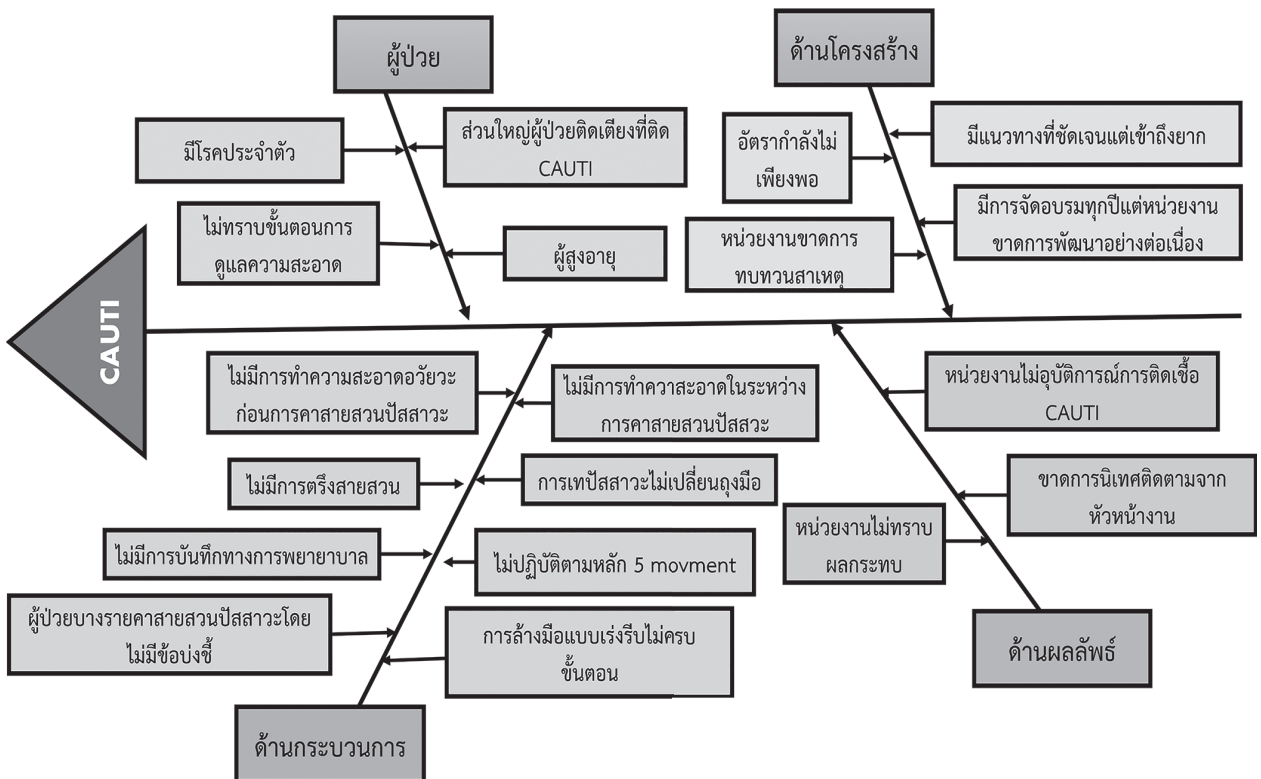 ผู้ป่วย
มีโรคประจำตัว
ส่วนใหญ่ผู้ป่วยติดเตียงที่ติด
CAUTI
ไม่ทราบขั้นตอนการ
ดูแลความสะอาด
ผู้สูงอายุ
ด้านโครงสร้าง
อัตรากำลังไม่
เพียงพอ
มีแนวทางที่ชัดเจนแต่เข้าถึงยาก
หน่วยงานขาดการ
ทบทวนสาเหตุ
มีการจัดอบรมทุกปีแต่หน่วยงาน
ขาดการพัฒนาอย่างต่อเนื่อง
CAUTI
ไม่มีการทำความสะอาดอวัยวะ
ก่อนการคาสายสวนปัสสาวะ
ไม่มีการทำควาสะอาดในระหว่าง
การคาสายสวนปัสสวะ
ไม่มีการตรึงสายสวน
การเทปัสสาวะไม่เปลี่ยนถุงมือ
ไม่มีการบันทึกทางการพยายาบาล
ไม่ปฏิบัติตามหลัก 5 movment
ผู้ป่วยบางรายคาสายสวนปัสสาวะโดย
ไม่มีข้อบ่งชี้
การล้างมือแบบเร่งรีบไม่ครบ
ขั้นตอน
ด้านกระบวนการ
หน่วยงานไม่อุบัติการณ์การติดเชื้อ
CAUTI
ขาดการนิเทศติดตามจาก
หัวหน้างาน
หน่วยงานไม่ทราบ
ผลกระทบ
ด้านผลลัพธ์